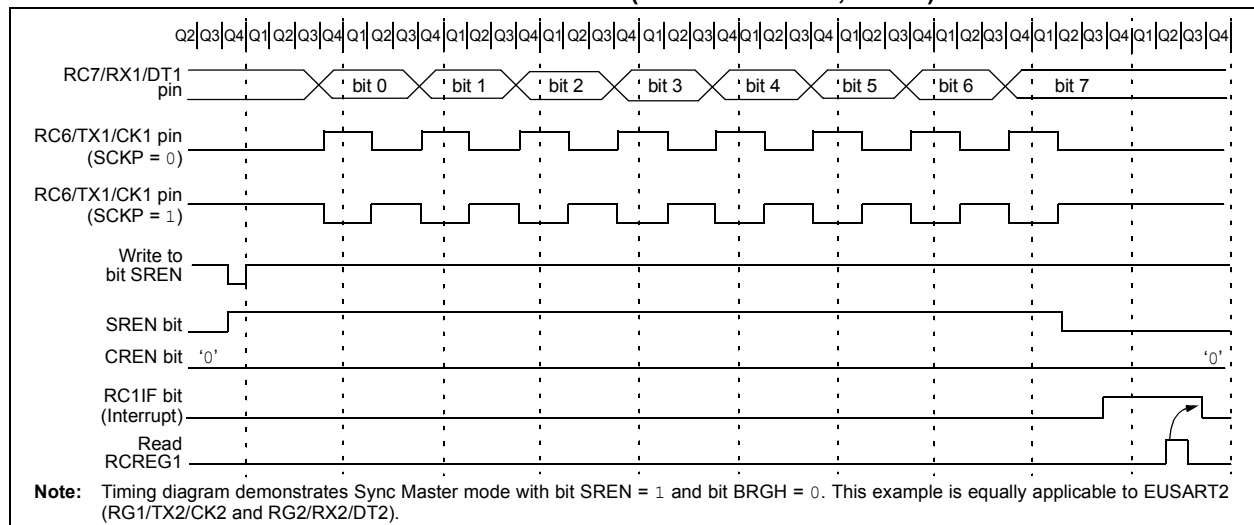 Q2 Q3 Q4 Q1 Q2 Q3 Q4 Q1 Q2 Q3 Q4 Q1 Q2 Q3 Q4 Q1 Q2 Q3 Q4 Q1 Q2 Q3 Q4 Q1 Q2 Q3 Q4 Q1 Q2 Q3 Q4 Q1 Q2 Q3 Q4 Q1 Q2 Q3 Q4 Q1 Q2 Q3 Q4
RC7/RX1/DT1
pin
bit 0 bit 1 bit 2 bit 3 bit 4 bit 5 bit 6 bit 7
RC6/TX1/CK1 pin
(SCKP = 0)
RC6/TX1/CK1 pin
(SCKP = 1)
Write to
bit SREN
SREN bit
CREN bit ‘0’ ‘0’
RC1IF bit
(Interrupt)
Read
RCREG1
Note: Timing diagram demonstrates Sync Master mode with bit SREN = 1 and bit BRGH = 0. This example is equally applicable to EUSART2
(RG1/TX2/CK2 and RG2/RX2/DT2).